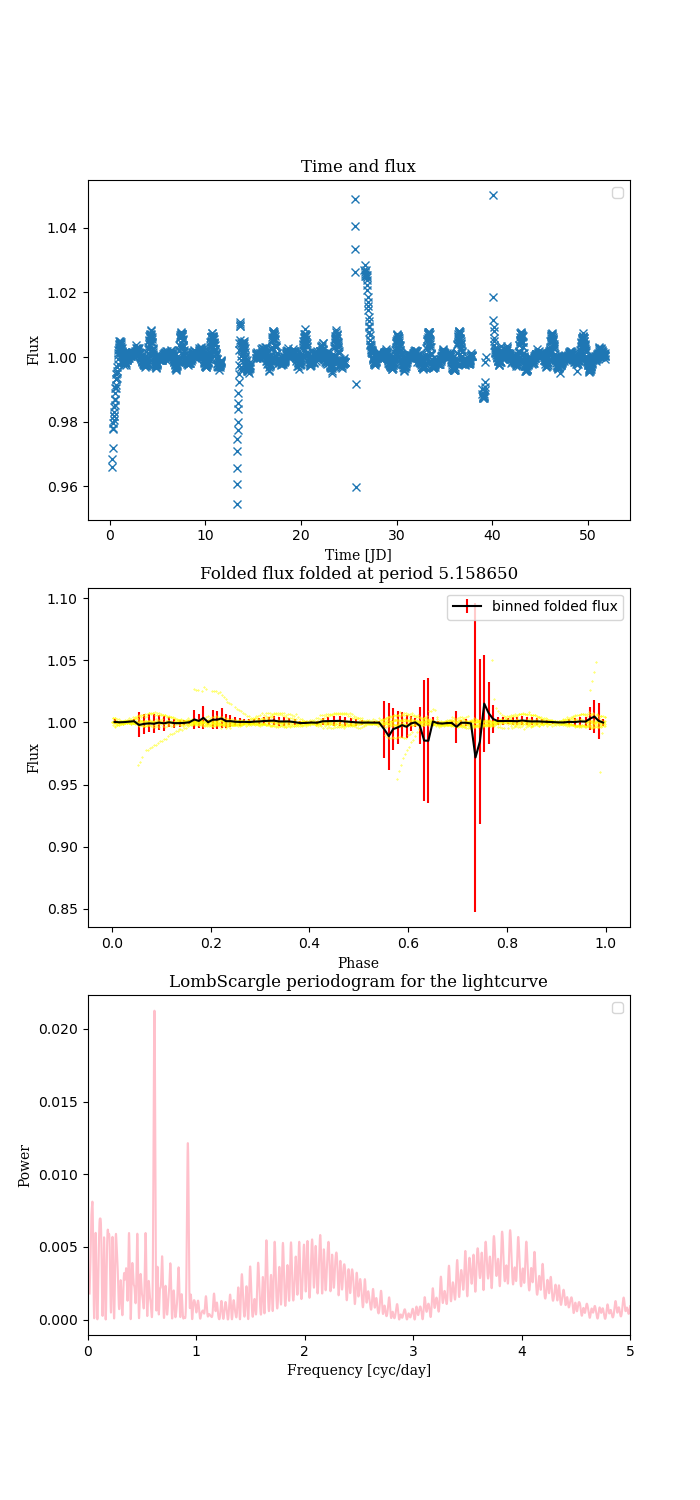 Time and flux
1.04
1.02
1.00
0.98
0.96
Flux
0 10 20 30 40 50
Time [JD]
Folded flux folded at period 5.158650
binned folded flux
1.10
1.05
1.00
0.95
0.90
0.85
Flux
0.0 0.2 0.4 0.6 0.8 1.0
Phase
LombScargle periodogram for the lightcurve
0.020
0.015
0.010
0.005
0.000
Power
0 1 2 3 4 5
Frequency [cyc/day]